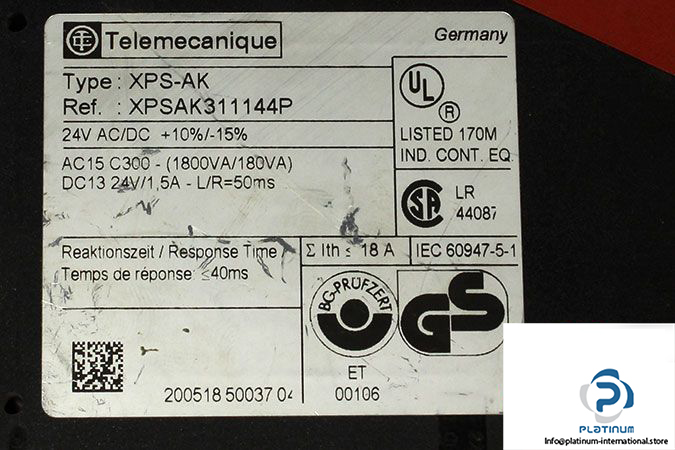 Telemecanique
Germany
Type : XPS-AK
Ref. : XPSAK311144P
24V AC/DC +10%/-15%
AC15 C300 - (1800VA/180VA)
DC13 24V/1,5A - L/R=50ms
UL
R
LISTED 170M
IND. CONT. EQ.
SA
LR
44087
Reaktionszeit / Response Time /
Temps de réponse: ≤40ms
Σ Ith ≤ 18 A
IEC 60947-5-1
BG-PRÜFZERT
GS
ET
00106
200518 50037 04
PLATINUM
Info@platinum-international.store